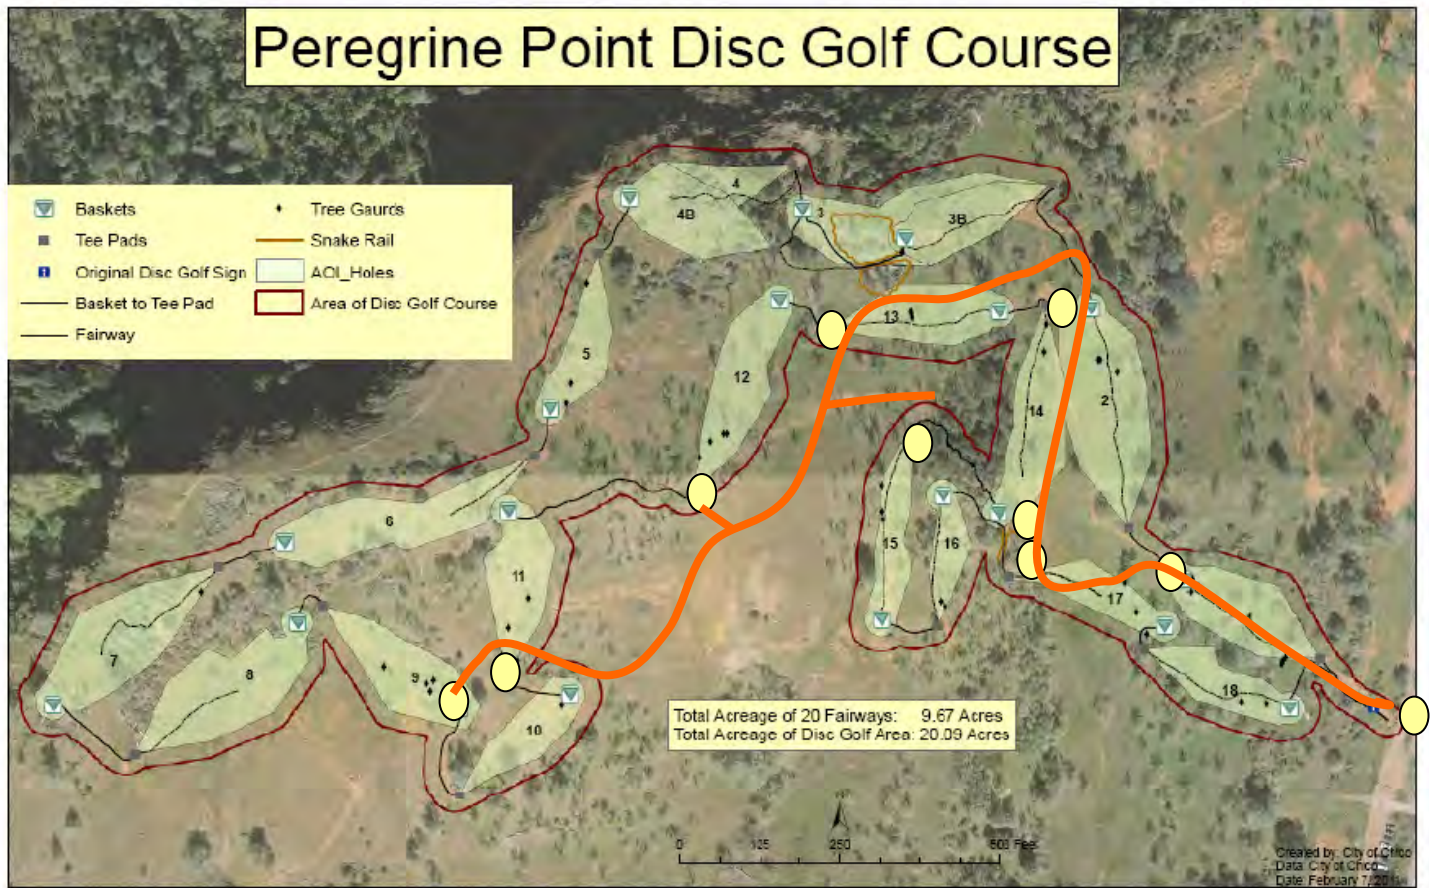 Peregrine Point Disc Golf Course
Baskets
Tree Gaurds
Tee Pads
Snake Rail
Original Disc Golf Sign
AOI_Holes
Basket to Tee Pad
Area of Disc Golf Course
Fairway
4
4B
3
3B
13
5
12
14
2
6
15
16
11
17
7
8
9
10
18
Total Acreage of 20 Fairways: 9.67 Acres
Total Acreage of Disc Golf Area: 20.09 Acres
0 125 250 500 Feet
Created by: City of Chico
Data: City of Chico
Date: February 7,